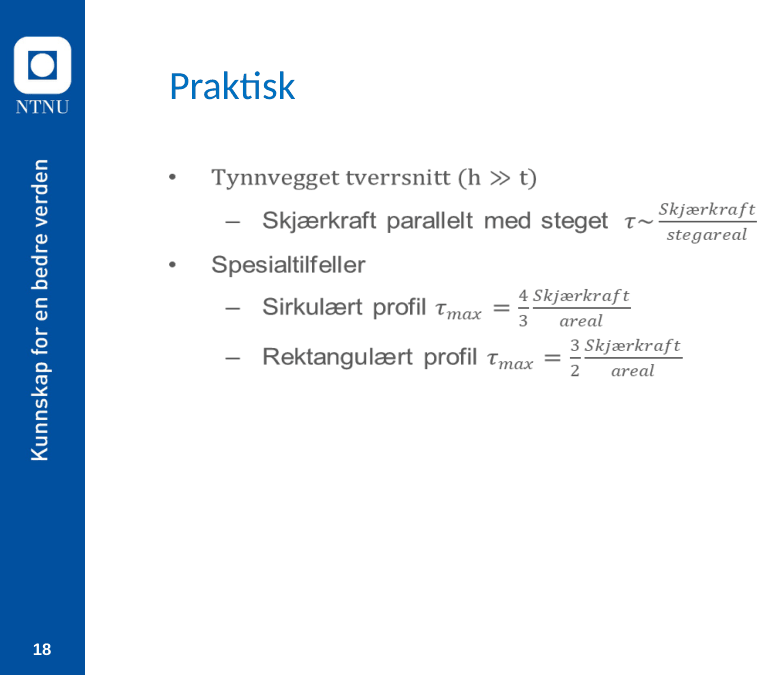 NTNU
Kunnskap for en bedre verden
18
Praktisk
• Tynnvegget tverrsnitt (h ≫ t)
– Skjærkraft parallelt med steget τ~ Skjærkraft/stegareal
• Spesialtilfeller
– Sirkulært profil τ_max = 4/3 Skjærkraft/areal
– Rektangulært profil τ_max = 3/2 Skjærkraft/areal